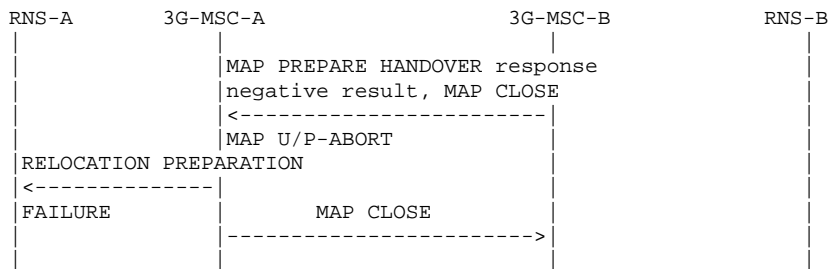 RNS-A 3G-MSC-A 3G-MSC-B RNS-B
MAP PREPARE HANDOVER response
negative result, MAP CLOSE
MAP U/P-ABORT
RELOCATION PREPARATION
FAILURE MAP CLOSE